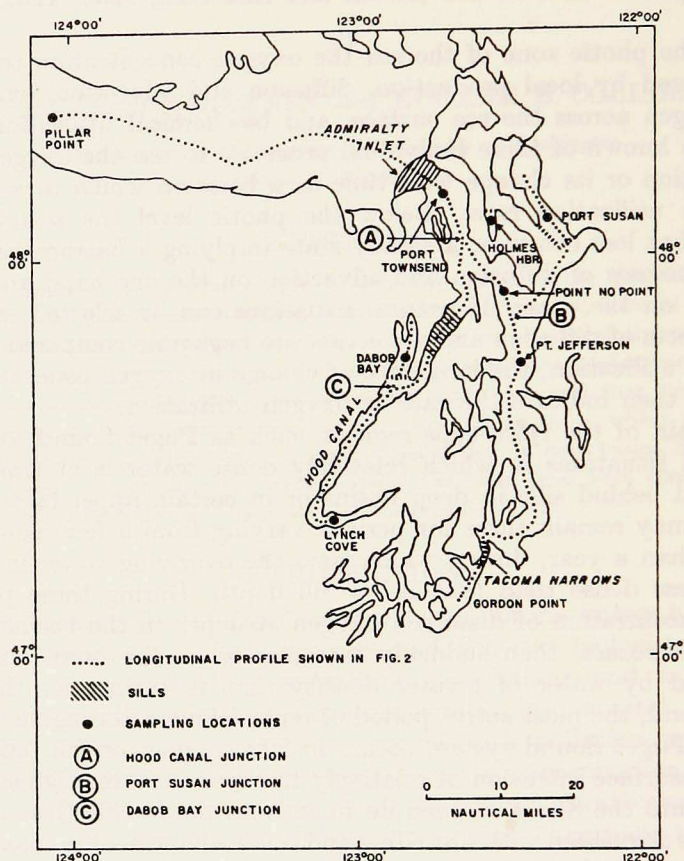 124°00'
123°00'
122°00'
PILLAR
POINT
ADMIRALTY
INLET
A
PORT
TOWNSEND
HOLMES
HBR.
PORT SUSAN
48°
00'
48°
00'
POINT NO POINT
B
PT. JEFFERSON
DABOB
BAY
C
HOOD CANAL
LYNCH
COVE
TACOMA NARROWS
GORDON POINT
47°
00'
47°
00'
LONGITUDINAL PROFILE SHOWN IN FIG. 2
SILLS
SAMPLING LOCATIONS
A HOOD CANAL JUNCTION
B PORT SUSAN JUNCTION
C DABOB BAY JUNCTION
0 10 20
NAUTICAL MILES
124°00'
123°00'
122°00'